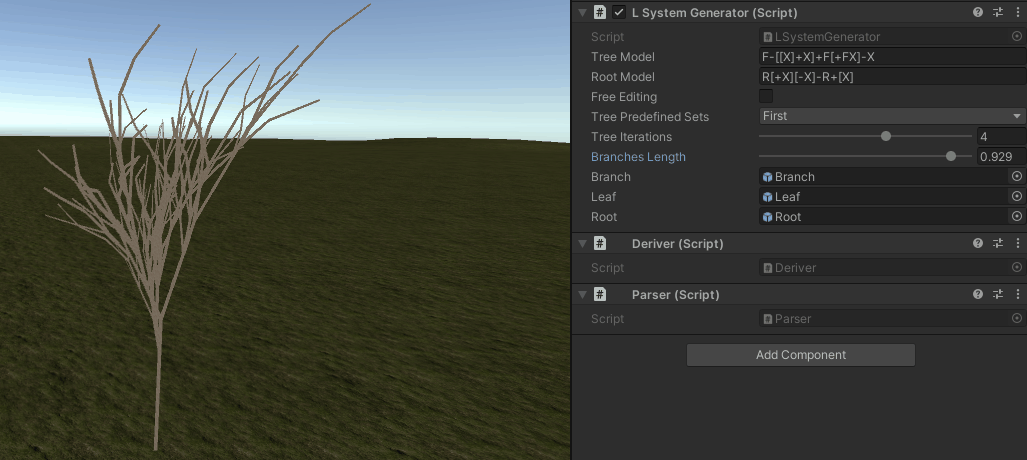 L System Generator (Script)
Script LSystemGenerator
Tree Model F-[[X]+X]+F[+FX]-X
Root Model R[+X][-X]-R+[X]
Free Editing
Tree Predefined Sets First
Tree Iterations 4
Branches Length 0.929
Branch Branch
Leaf Leaf
Root Root
Deriver (Script)
Script Deriver
Parser (Script)
Script Parser
Add Component